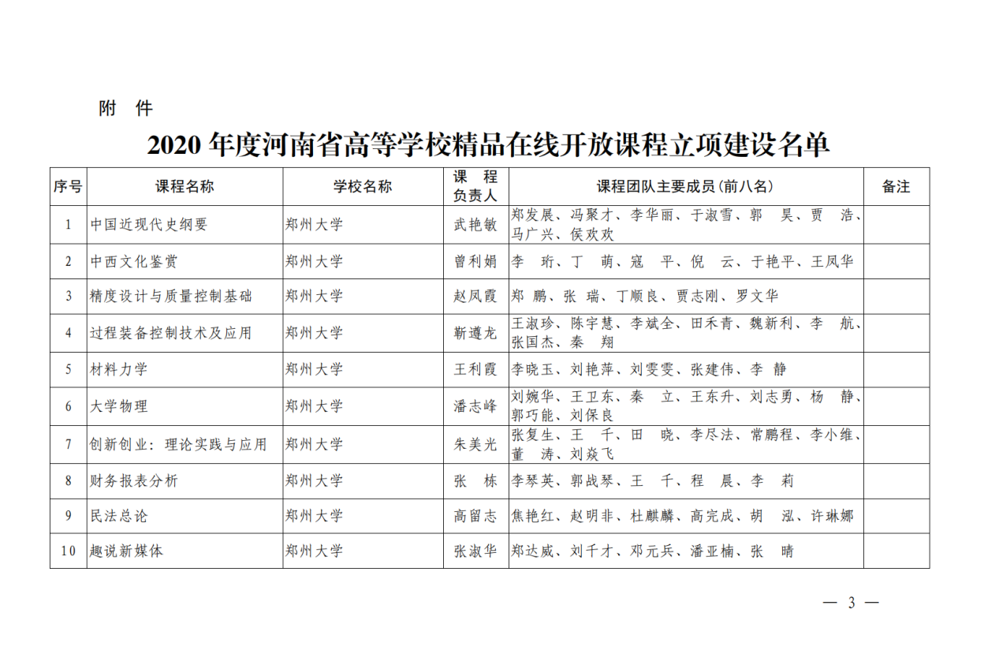 附　件
2020 年度河南省高等学校精品在线开放课程立项建设名单
序号 课程名称 学校名称 课　程负责人 课程团队主要成员(前八名) 备注
1 中国近现代史纲要 郑州大学 武艳敏 郑发展、冯聚才、李华丽、于淑雪、郭　昊、贾　浩、
马广兴、侯欢欢
2 中西文化鉴赏 郑州大学 曾利娟 李　珩、丁　萌、寇　平、倪　云、于艳平、王凤华
3 精度设计与质量控制基础 郑州大学 赵凤霞 郑 鹏、张 瑞、丁顺良、贾志刚、罗文华
4 过程装备控制技术及应用 郑州大学 靳遵龙 王淑珍、陈宇慧、李斌全、田禾青、魏新利、李　航、
张国杰、秦　翔
5 材料力学 郑州大学 王利霞 李晓玉、刘艳萍、刘雯雯、张建伟、李 静
6 大学物理 郑州大学 潘志峰 刘婉华、王卫东、秦　立、王东升、刘志勇、杨　静、
郭巧能、刘保良
7 创新创业：理论实践与应用 郑州大学 朱美光 张复生、王　千、田　晓、李尽法、常鹏程、李小维、
董　涛、刘焱飞
8 财务报表分析 郑州大学 张　栋 李琴英、郭战琴、王　千、程　晨、李　莉
9 民法总论 郑州大学 高留志 焦艳红、赵明非、杜麒麟、高完成、胡　泓、许琳娜
10 趣说新媒体 郑州大学 张淑华 郑达威、刘千才、邓元兵、潘亚楠、张　晴
— 3 —